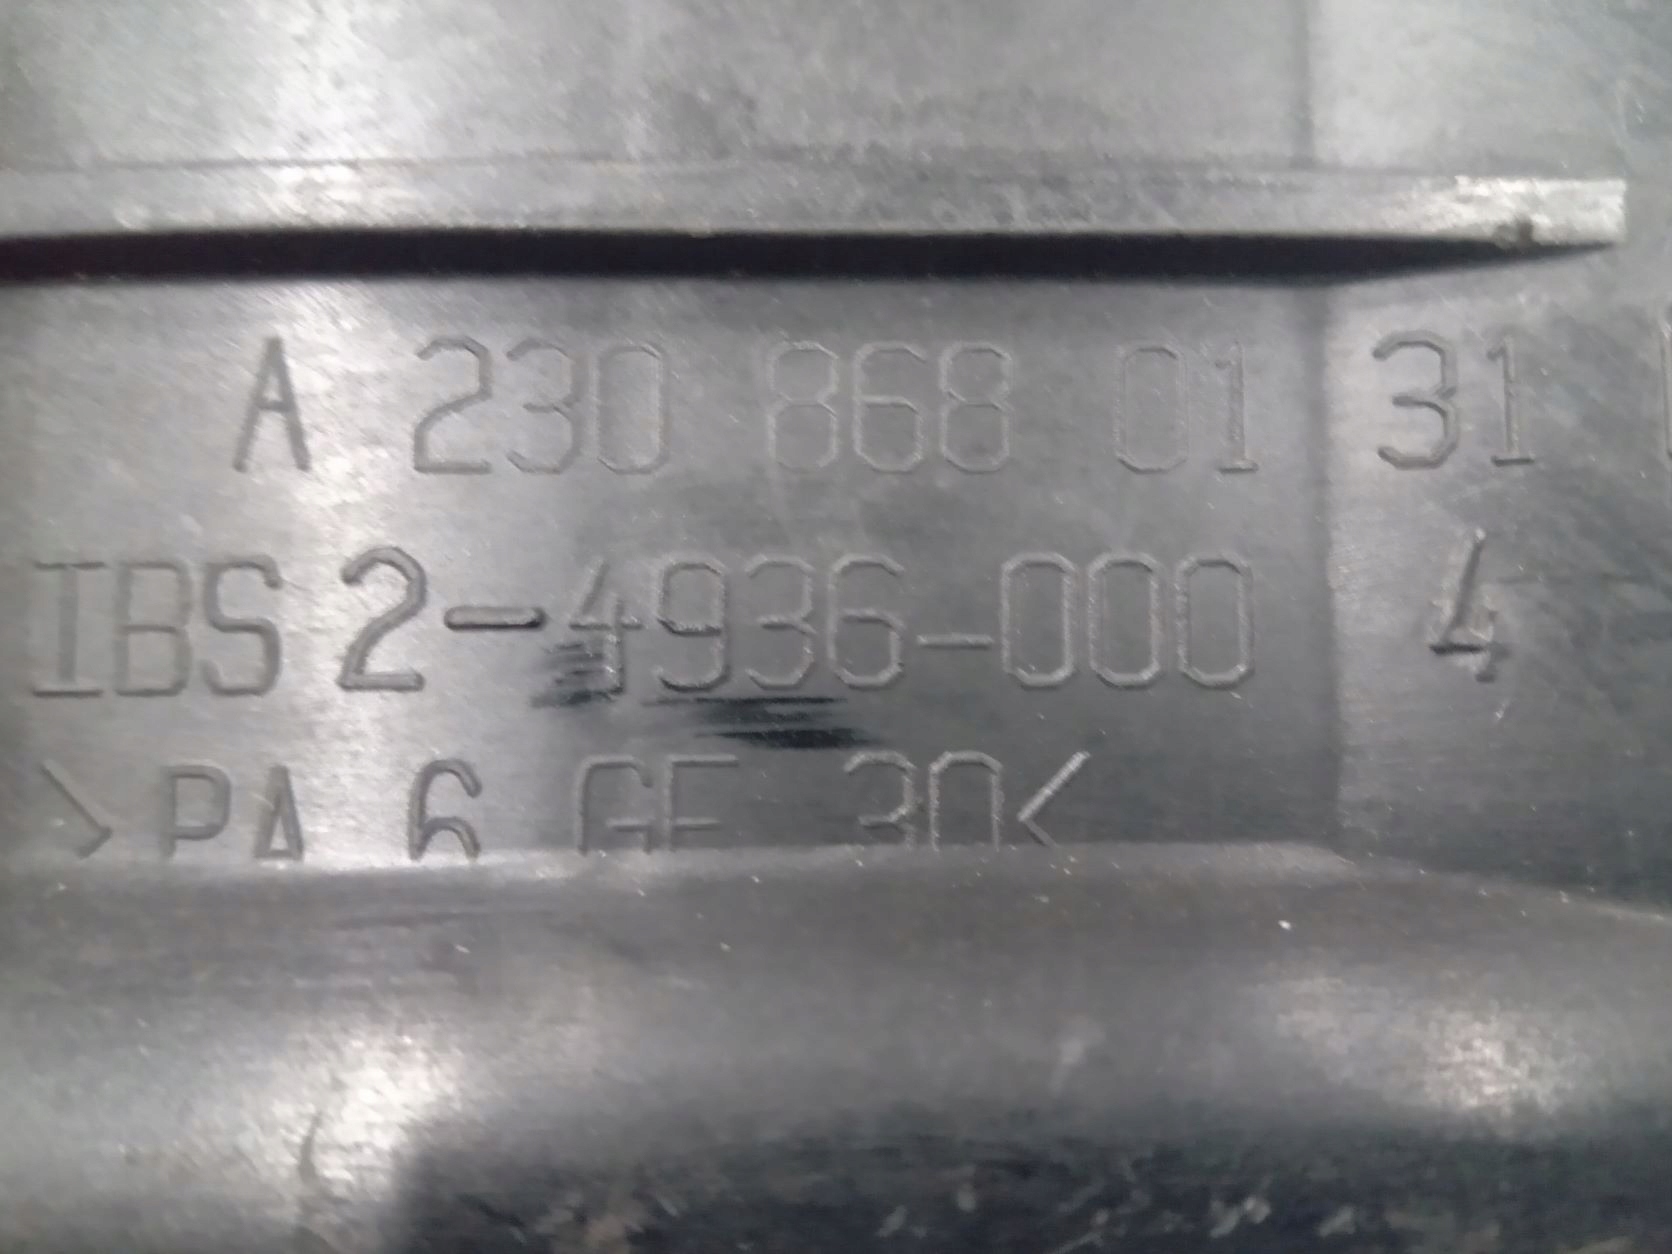 A 230 868 01 31
IBS 2-4936-000 4
>PA 6 GF 30<